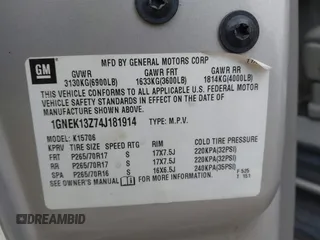 GM
MFD BY GENERAL MOTORS CORP
GVWR GAWR FRT GAWR RR
3130KG(6900LB) 1633KG(3600LB) 1814KG(4000LB)
THIS VEHICLE CONFORMS TO ALL APPLICABLE U.S. FEDERAL MOTOR
VEHICLE SAFETY STANDARDS IN EFFECT ON THE DATE OF
MANUFACTURE SHOWN ABOVE.
1GNEK13Z74J181914 TYPE: M.P.V.
MODEL: K15706
KPRV TIRE SIZE SPEED RTG RIM COLD TIRE PRESSURE
FRT P265/70R17 S 17X7.5J 220KPA(32PSI)
RR P265/70R17 S 17X7.5J 220KPA(32PSI)
SPA P265/70R16 S 16X6.5J 240KPA(35PSI)
SEE OWNER'S MANUAL FOR ADDITIONAL INFORMATION.
DREAMBID